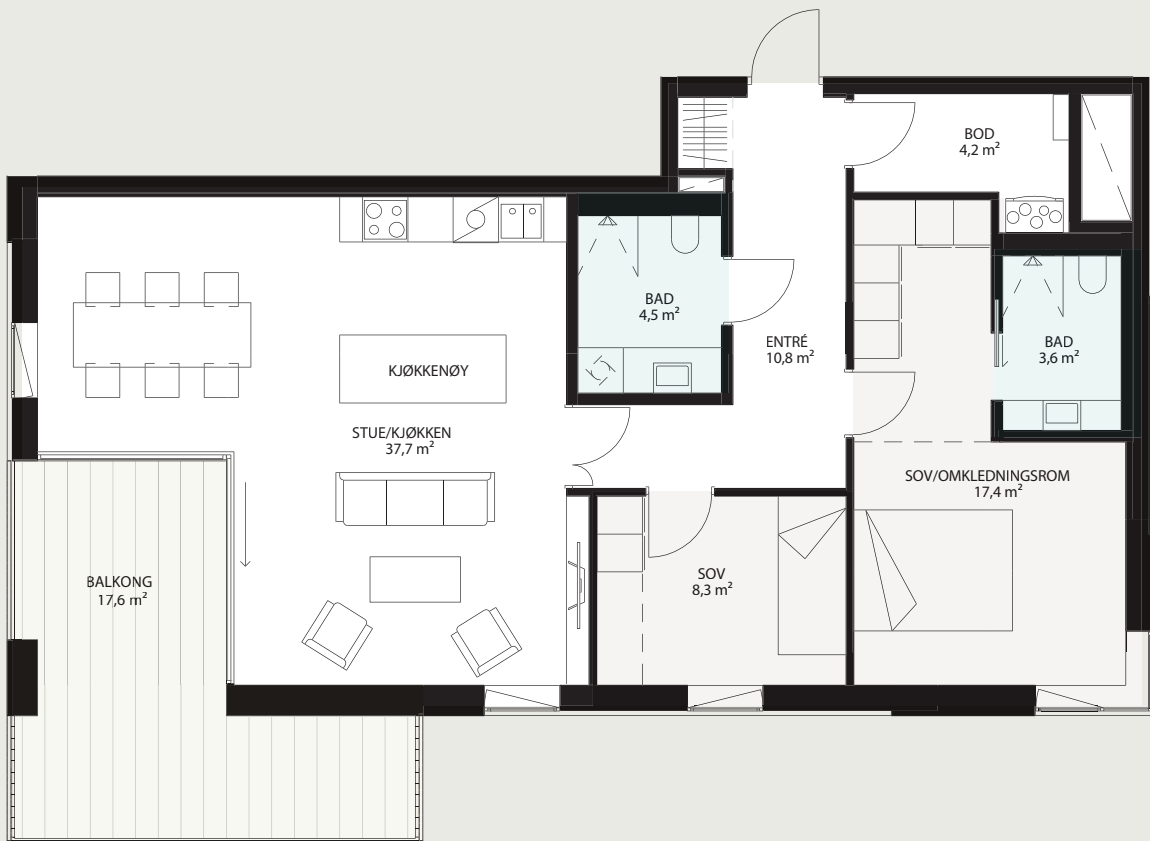 BOD
4,2 m²
BAD
4,5 m²
ENTRÉ
10,8 m²
BAD
3,6 m²
KJØKKENØY
STUE/KJØKKEN
37,7 m²
SOV/OMKLEDNINGSROM
17,4 m²
BALKONG
17,6 m²
SOV
8,3 m²